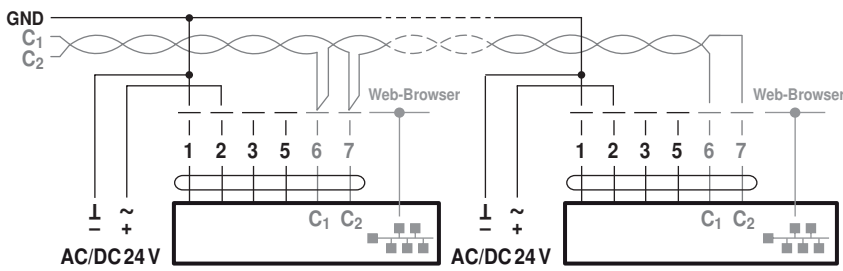 GND
C1
C2
Web-Browser Web-Browser
1 2 3 5 6 7 1 2 3 5 6 7
C1 C2 C1 C2
⊥ ~ ⊥ ~
− + − +
AC/DC 24 V AC/DC 24 V